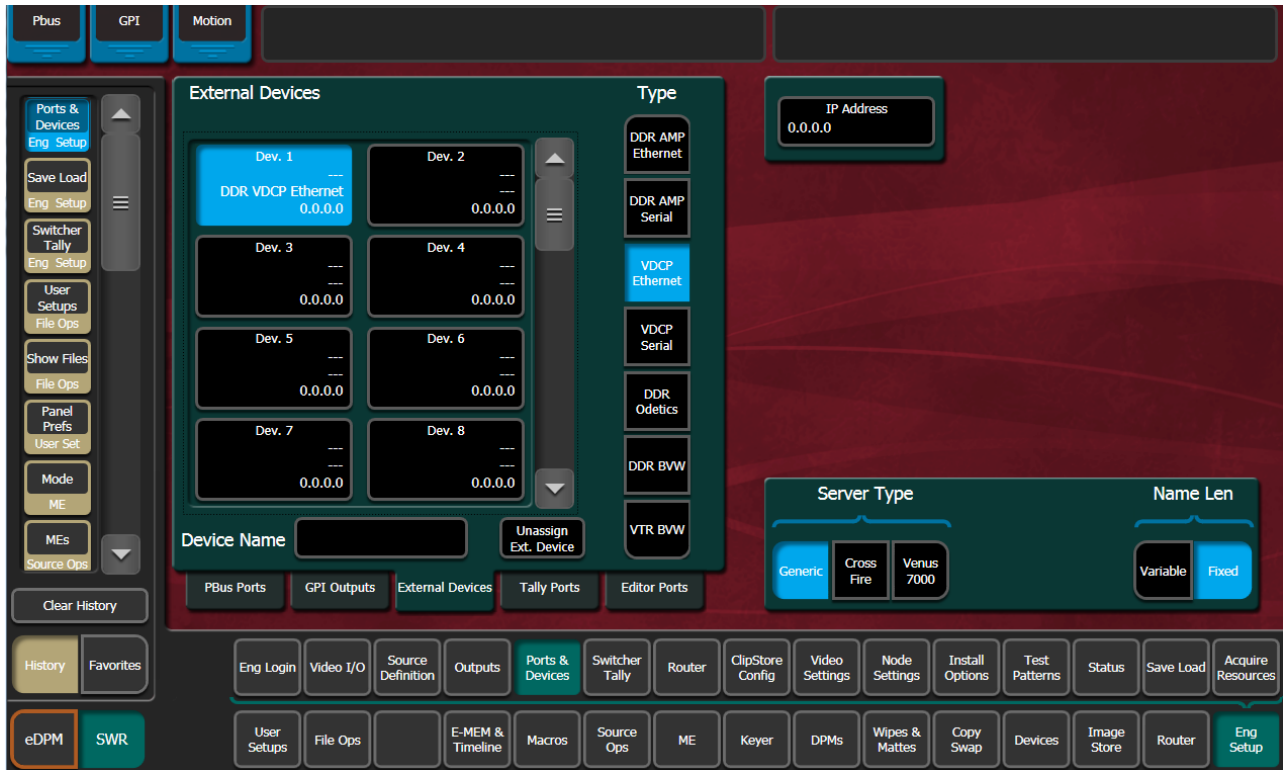 Pbus
GPI
Motion
Ports &
Devices
Eng Setup
Save Load
Eng Setup
Switcher
Tally
Eng Setup
User
Setups
File Ops
Show Files
File Ops
Panel
Prefs
User Set
Mode
ME
MEs
Source Ops
Clear History
History
Favorites
eDPM
SWR
External Devices
Dev. 1
---
DDR VDCP Ethernet
0.0.0.0
Dev. 2
---
---
0.0.0.0
Dev. 3
---
---
0.0.0.0
Dev. 4
---
---
0.0.0.0
Dev. 5
---
---
0.0.0.0
Dev. 6
---
---
0.0.0.0
Dev. 7
---
---
0.0.0.0
Dev. 8
---
---
0.0.0.0
Device Name
Unassign
Ext. Device
Type
DDR AMP
Ethernet
DDR AMP
Serial
VDCP
Ethernet
VDCP
Serial
DDR
Odetics
DDR BVW
VTR BVW
PBus Ports
GPI Outputs
External Devices
Tally Ports
Editor Ports
IP Address
0.0.0.0
Server Type
Generic
Cross
Fire
Venus
7000
Name Len
Variable
Fixed
Eng Login
Video I/O
Source
Definition
Outputs
Ports &
Devices
Switcher
Tally
Router
ClipStore
Config
Video
Settings
Node
Settings
Install
Options
Test
Patterns
Status
Save Load
Acquire
Resources
User
Setups
File Ops
E-MEM &
Timeline
Macros
Source
Ops
ME
Keyer
DPMs
Wipes &
Mattes
Copy
Swap
Devices
Image
Store
Router
Eng
Setup